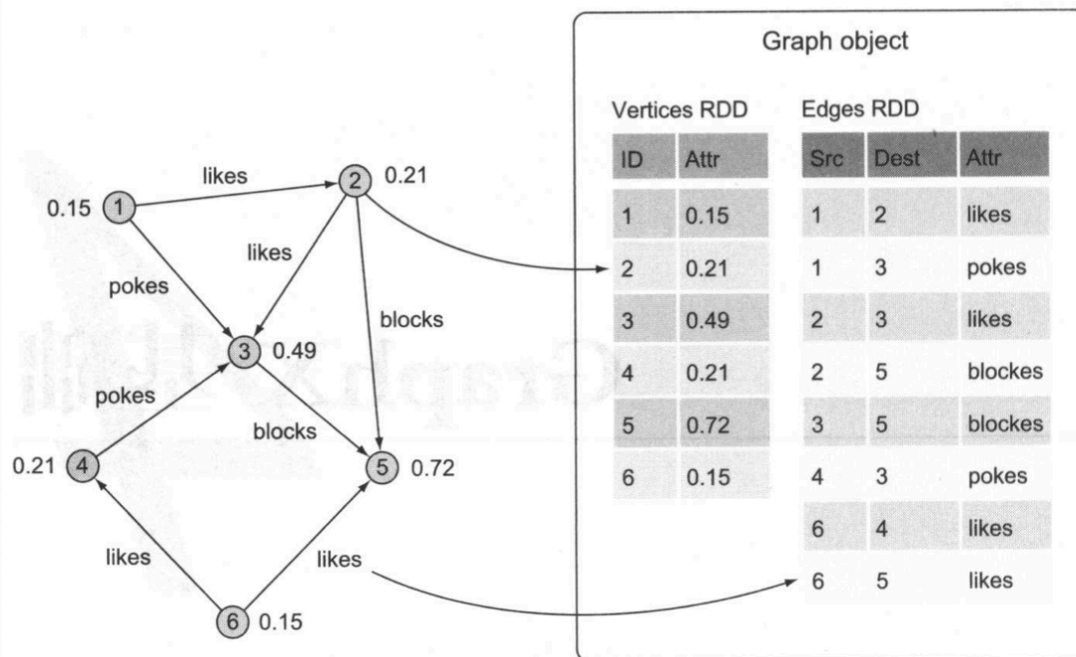 Graph object
Vertices RDD
ID Attr
1 0.15
2 0.21
3 0.49
4 0.21
5 0.72
6 0.15
Edges RDD
Src Dest Attr
1 2 likes
1 3 pokes
2 3 likes
2 5 blockes
3 5 blockes
4 3 pokes
6 4 likes
6 5 likes
likes
2 0.21
0.15 1
likes
pokes
blocks
3 0.49
pokes
blocks
0.21 4
5 0.72
likes
likes
6 0.15
GraphX